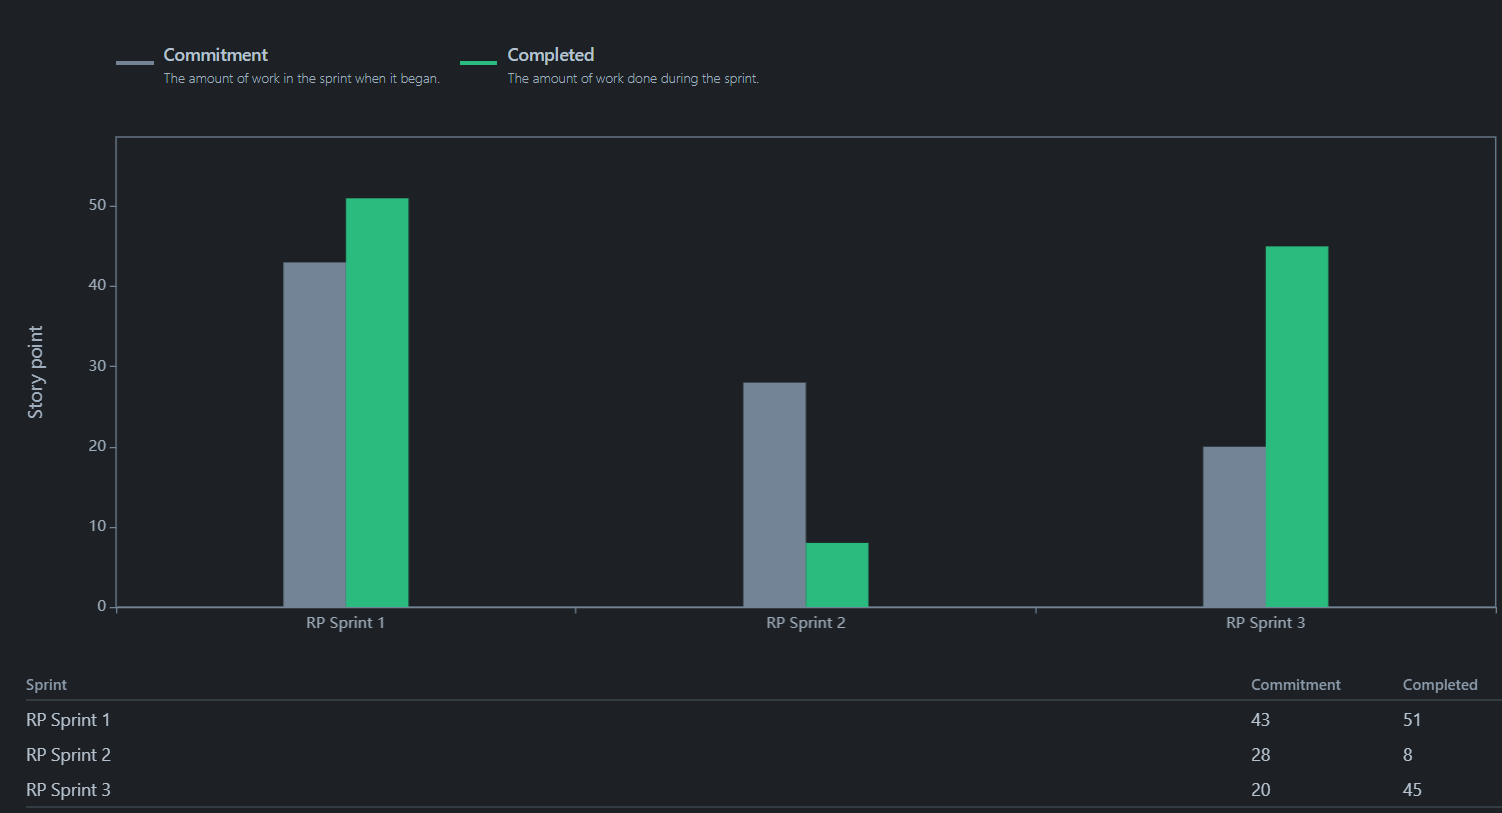 Commitment
The amount of work in the sprint when it began.
Completed
The amount of work done during the sprint.
Story point
50
40
30
20
10
0
RP Sprint 1 RP Sprint 2 RP Sprint 3
Sprint Commitment Completed
RP Sprint 1 43 51
RP Sprint 2 28 8
RP Sprint 3 20 45